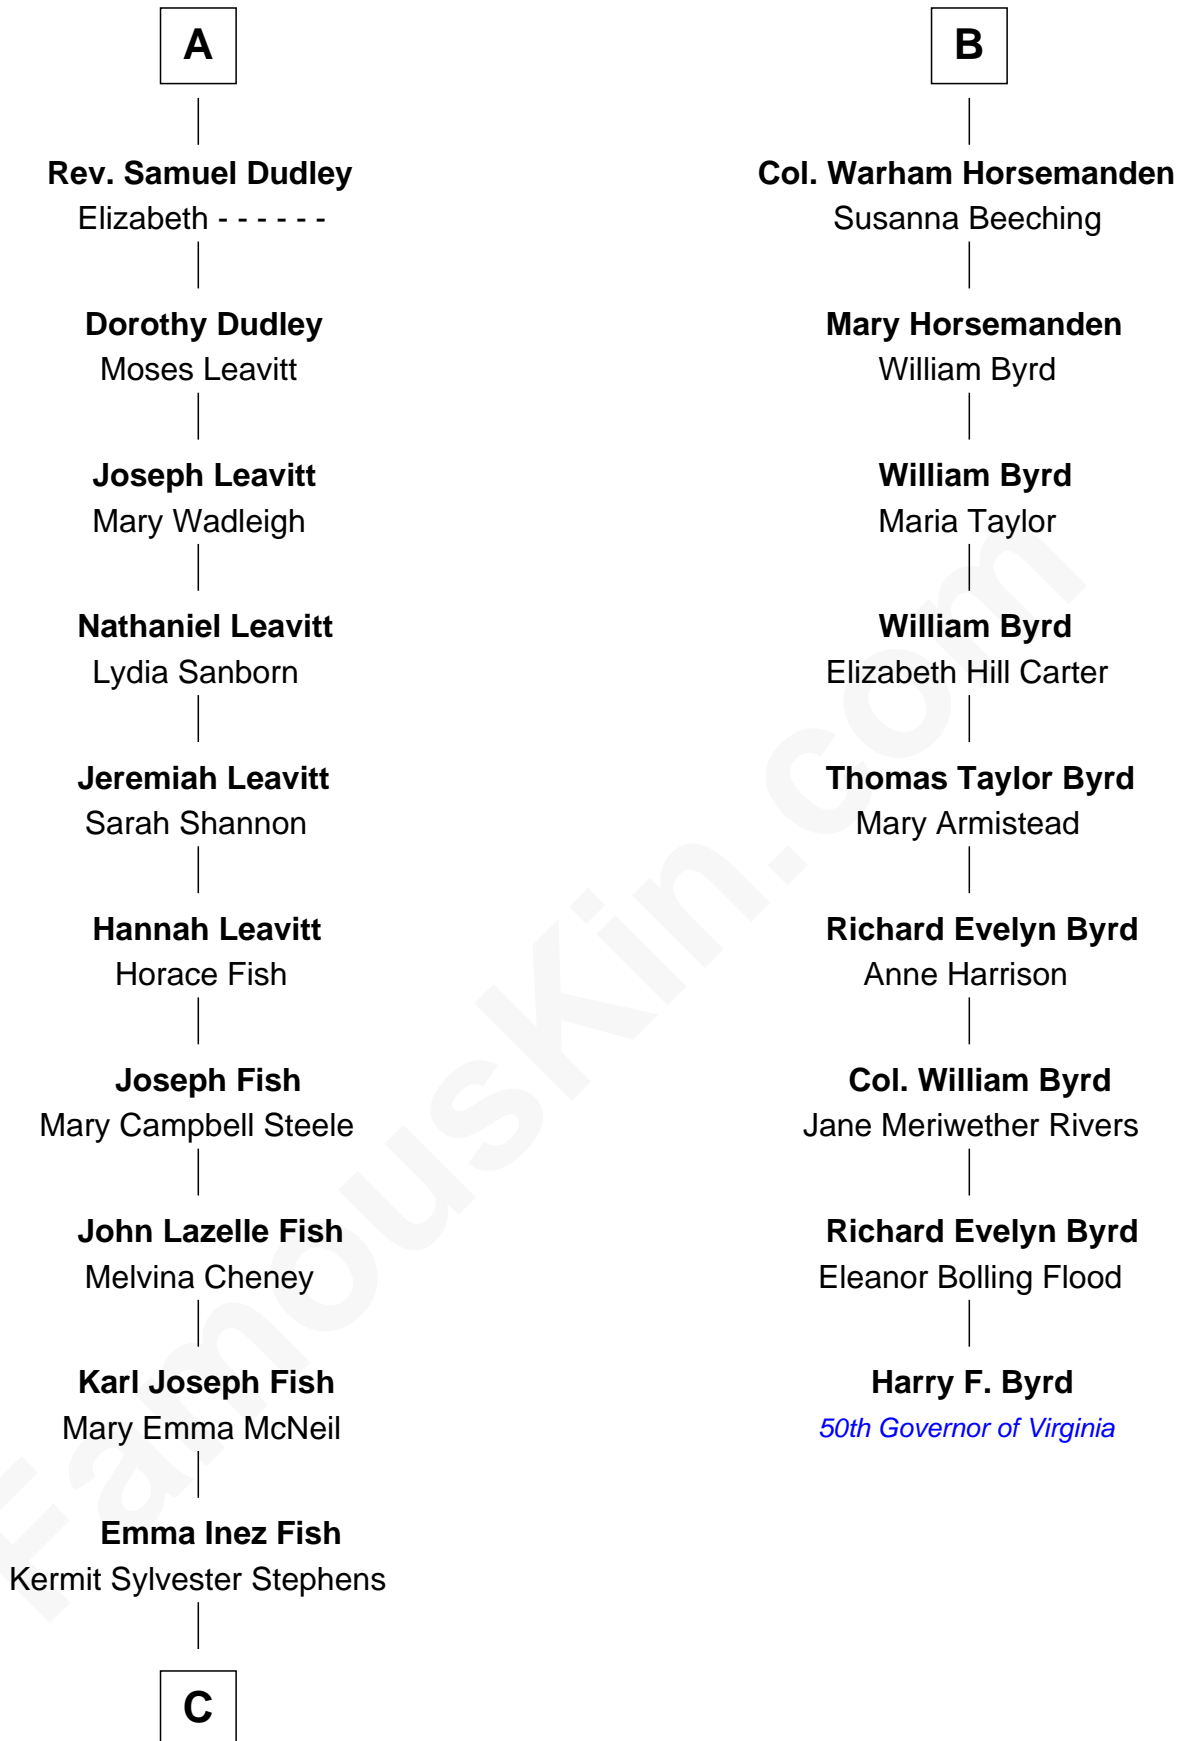 A
Rev. Samuel Dudley
Elizabeth - - - - - -
Dorothy Dudley
Moses Leavitt
Joseph Leavitt
Mary Wadleigh
Nathaniel Leavitt
Lydia Sanborn
Jeremiah Leavitt
Sarah Shannon
Hannah Leavitt
Horace Fish
Joseph Fish
Mary Campbell Steele
John Lazelle Fish
Melvina Cheney
Karl Joseph Fish
Mary Emma McNeil
Emma Inez Fish
Kermit Sylvester Stephens
C
B
Col. Warham Horsemanden
Susanna Beeching
Mary Horsemanden
William Byrd
William Byrd
Maria Taylor
William Byrd
Elizabeth Hill Carter
Thomas Taylor Byrd
Mary Armistead
Richard Evelyn Byrd
Anne Harrison
Col. William Byrd
Jane Meriwether Rivers
Richard Evelyn Byrd
Eleanor Bolling Flood
Harry F. Byrd
50th Governor of Virginia
FamousKin.com